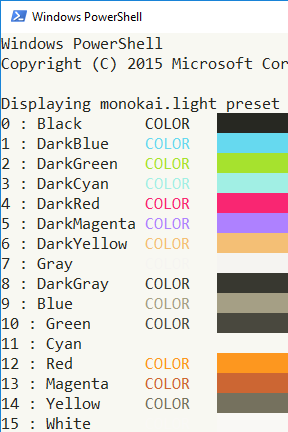 Windows PowerShell
Windows PowerShell
Copyright (C) 2015 Microsoft Cor
Displaying monokai.light preset
0 : Black COLOR
1 : DarkBlue COLOR
2 : DarkGreen COLOR
3 : DarkCyan COLOR
4 : DarkRed COLOR
5 : DarkMagenta COLOR
6 : DarkYellow COLOR
7 : Gray
8 : DarkGray COLOR
9 : Blue COLOR
10 : Green COLOR
11 : Cyan
12 : Red COLOR
13 : Magenta COLOR
14 : Yellow COLOR
15 : White